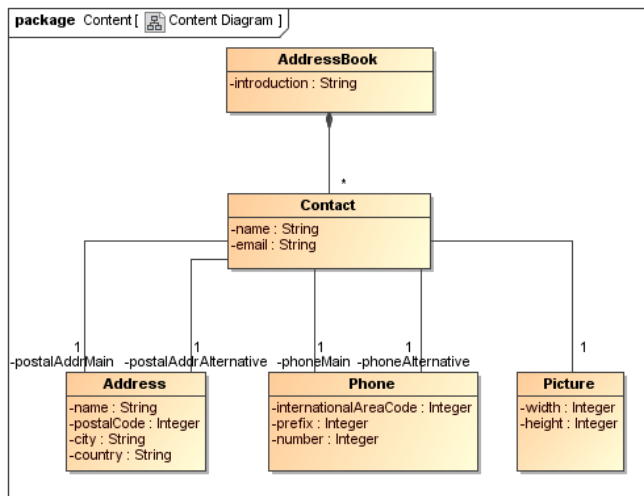 package Content [ Content Diagram ]
AddressBook
-introduction : String
*
Contact
-name : String
-email : String
1 1 1 1 1
-postalAddrMain -postalAddrAlternative -phoneMain -phoneAlternative
Address
-name : String
-postalCode : Integer
-city : String
-country : String
Phone
-internationalAreaCode : Integer
-prefix : Integer
-number : Integer
Picture
-width : Integer
-height : Integer